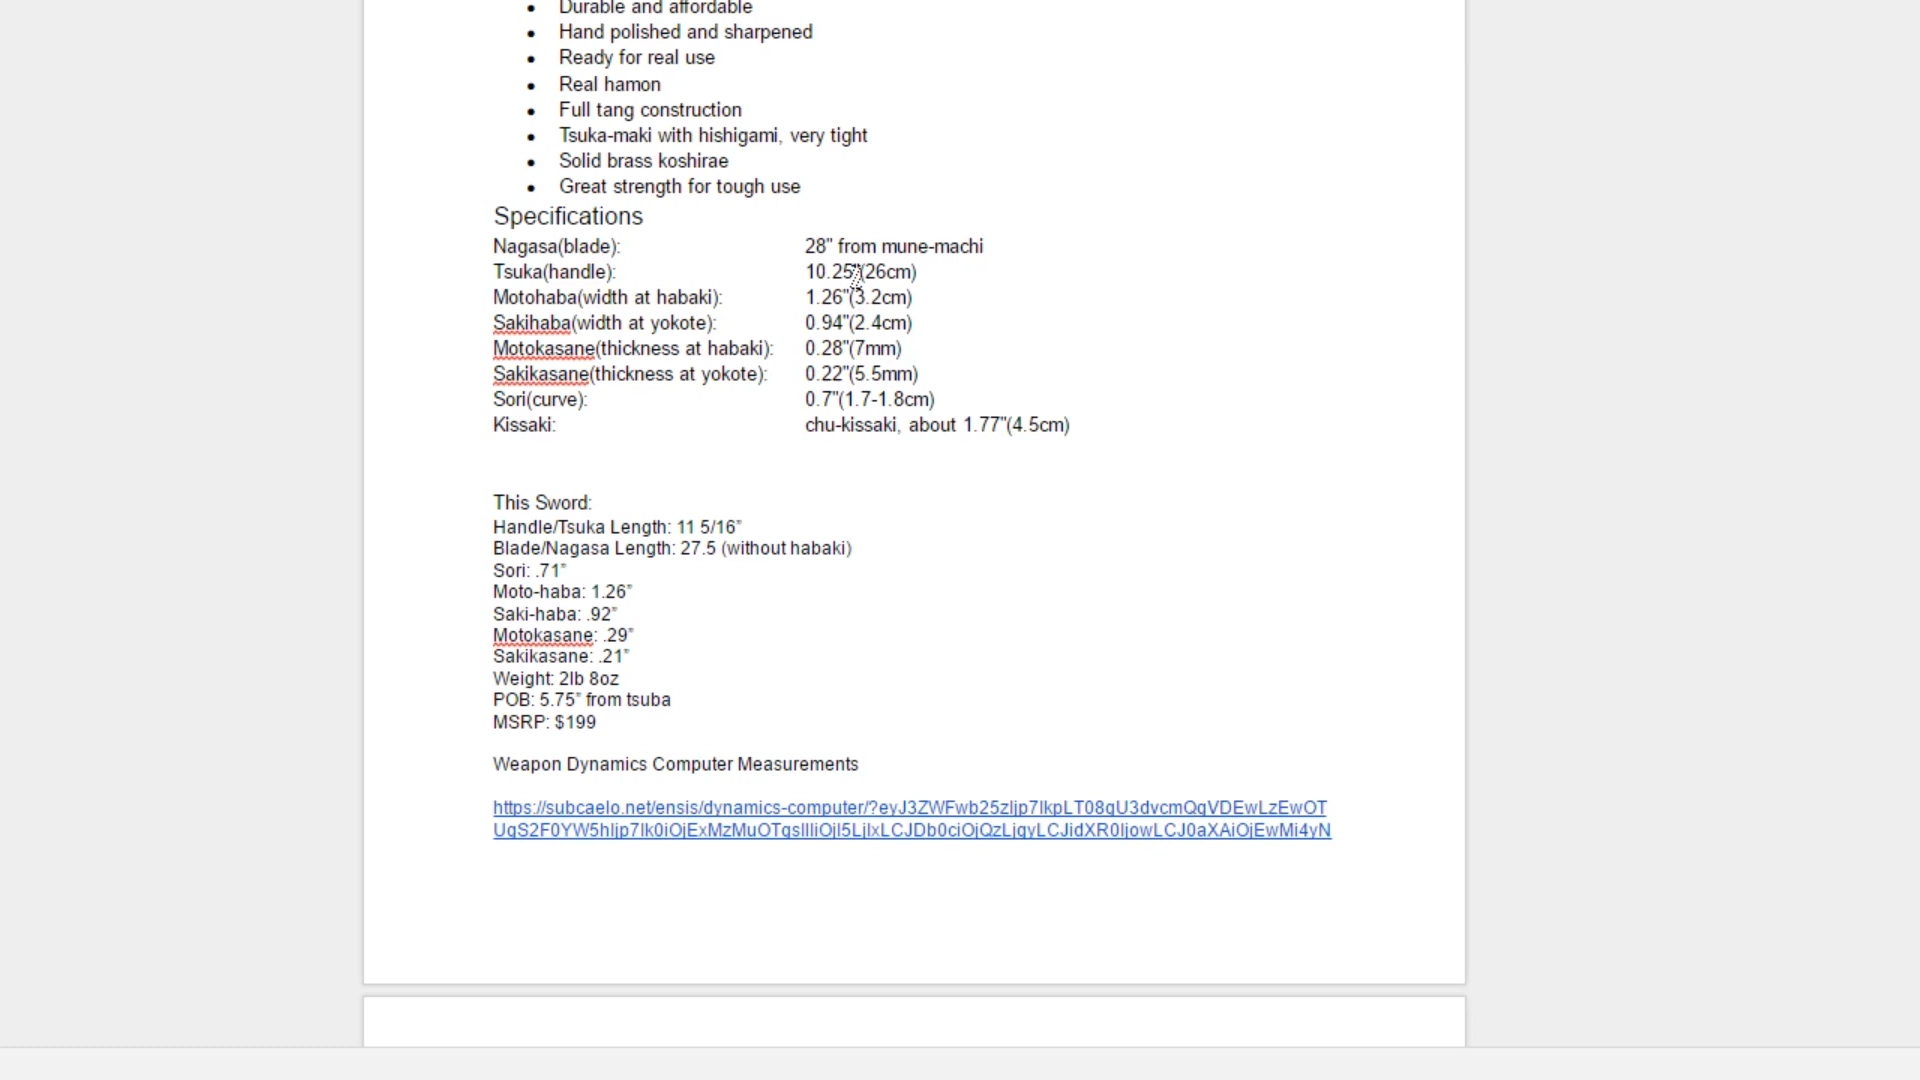 Durable and affordable
Hand polished and sharpened
Ready for real use
Real hamon
Full tang construction
Tsuka-maki with hishigami, very tight
Solid brass koshirae
Great strength for tough use
Specifications
Nagasa(blade): 28" from mune-machi
Tsuka(handle): 10.25"(26cm)
Motohaba(width at habaki): 1.26"(3.2cm)
Sakihaba(width at yokote): 0.94"(2.4cm)
Motokasane(thickness at habaki): 0.28"(7mm)
Sakikasane(thickness at yokote): 0.22"(5.5mm)
Sori(curve): 0.7"(1.7-1.8cm)
Kissaki: chu-kissaki, about 1.77"(4.5cm)
This Sword:
Handle/Tsuka Length: 11 5/16”
Blade/Nagasa Length: 27.5 (without habaki)
Sori: .71”
Moto-haba: 1.26”
Saki-haba: .92”
Motokasane: .29”
Sakikasane: .21”
Weight: 2lb 8oz
POB: 5.75” from tsuba
MSRP: $199
Weapon Dynamics Computer Measurements